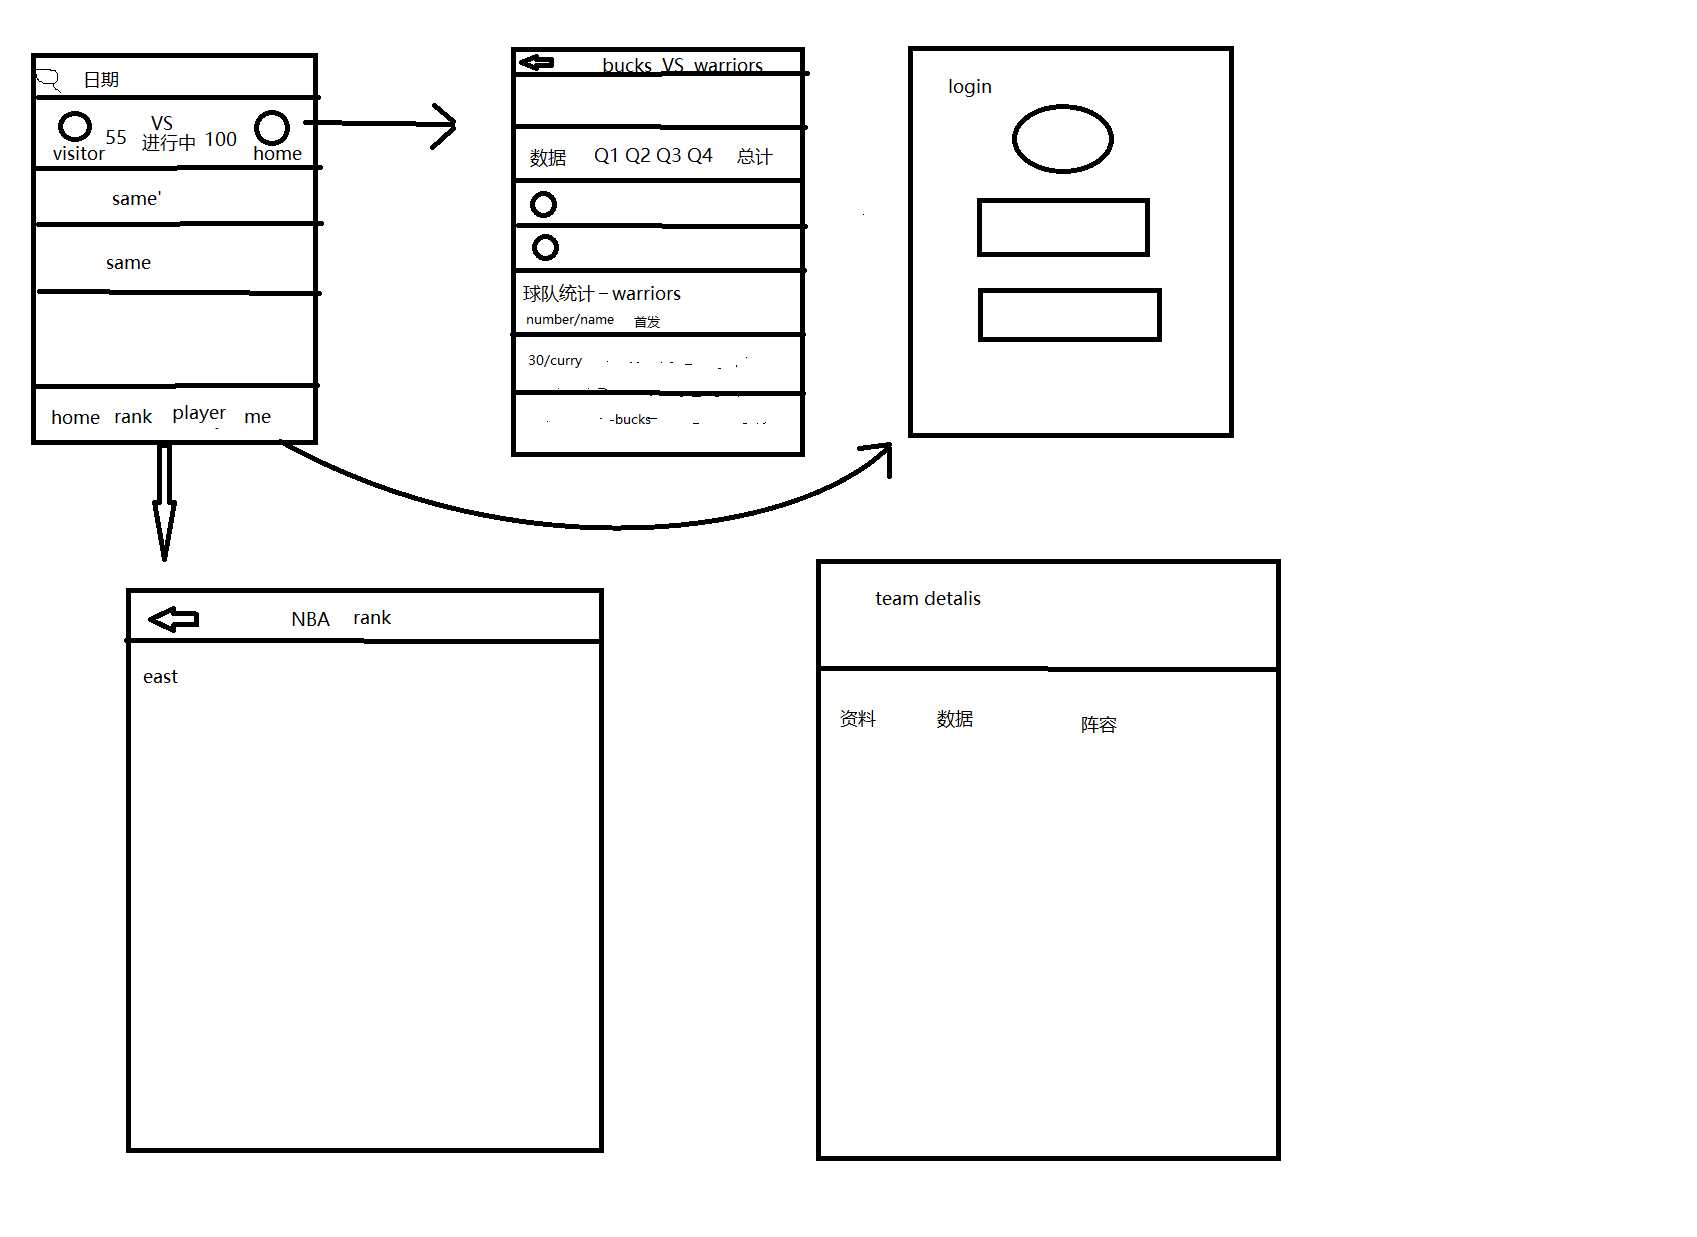 日期
VS
55 进行中 100
visitor home
same'
same
home rank player me
bucks VS warriors
数据 Q1 Q2 Q3 Q4 总计
球队统计 – warriors
number/name 首发
30/curry
-bucks
login
NBA rank
east
team detalis
资料 数据 阵容